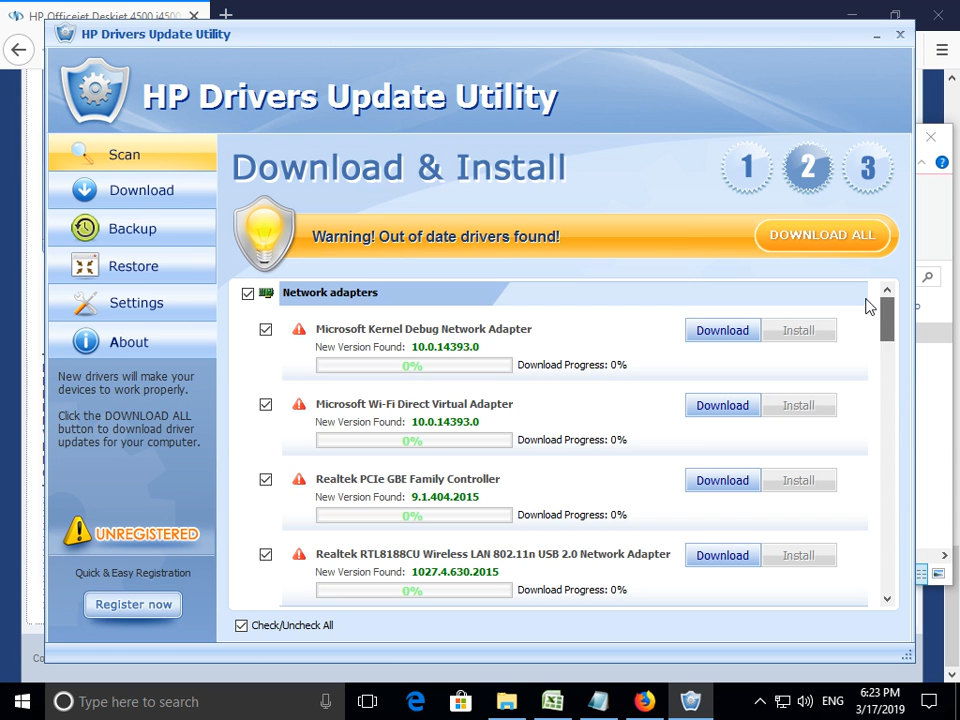 HP Officejet Deskjet 4500 j4500
HP Drivers Update Utility
HP Drivers Update Utility
Scan
Download
Backup
Restore
Settings
About
New drivers will make your
devices to work properly.
Click the DOWNLOAD ALL
button to download driver
updates for your computer.
UNREGISTERED
Quick & Easy Registration
Register now
Download & Install
1 2 3
Warning! Out of date drivers found!
DOWNLOAD ALL
Network adapters
Microsoft Kernel Debug Network Adapter
New Version Found: 10.0.14393.0
0% Download Progress: 0%
Download Install
Microsoft Wi-Fi Direct Virtual Adapter
New Version Found: 10.0.14393.0
0% Download Progress: 0%
Download Install
Realtek PCIe GBE Family Controller
New Version Found: 9.1.404.2015
0% Download Progress: 0%
Download Install
Realtek RTL8188CU Wireless LAN 802.11n USB 2.0 Network Adapter
New Version Found: 1027.4.630.2015
0% Download Progress: 0%
Download Install
Check/Uncheck All
Co
Type here to search
ENG
6:23 PM
3/17/2019